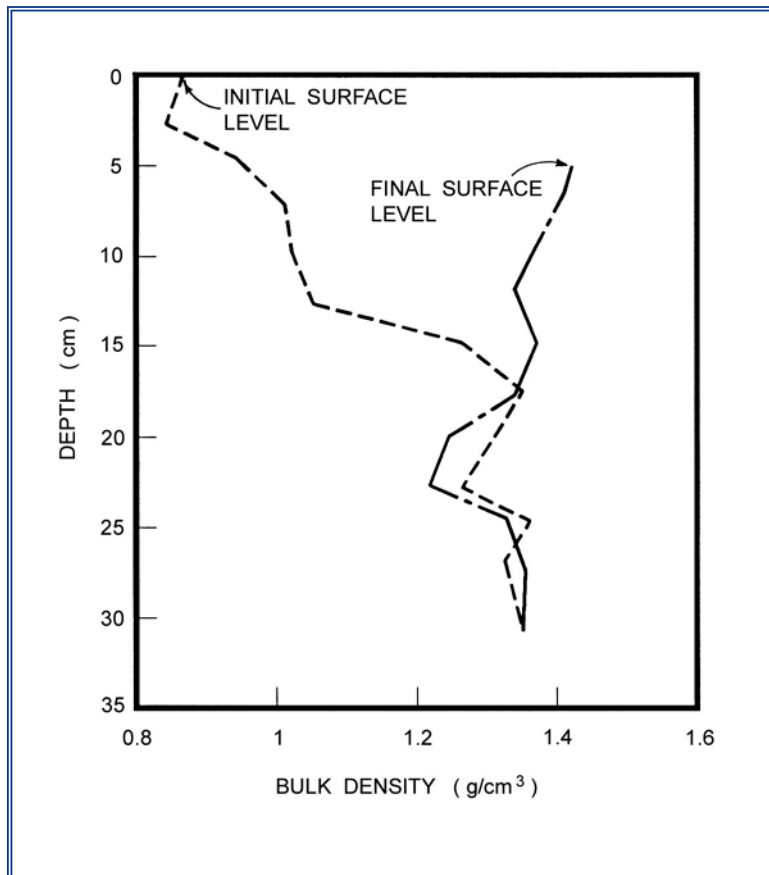 0
INITIAL SURFACE
LEVEL
5
FINAL SURFACE
LEVEL
10
15
DEPTH ( cm )
20
25
30
35
0.8 1 1.2 1.4 1.6
BULK DENSITY ( g/cm³ )